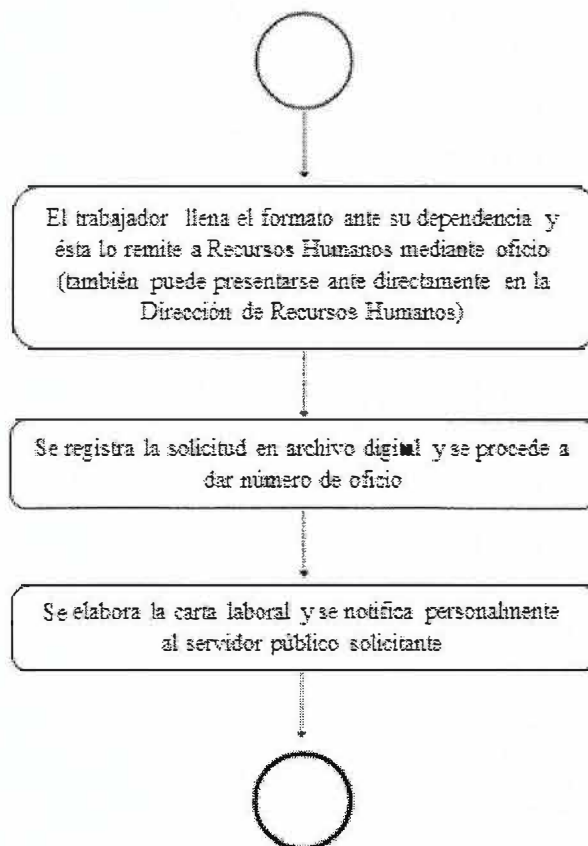 El trabajador llena el formato ante su dependencia y
ésta lo remite a Recursos Humanos mediante oficio
(también puede presentarse ante directamente en la
Dirección de Recursos Humanos)
Se registra la solicitud en archivo digital y se procede a
dar número de oficio
Se elabora la carta laboral y se notifica personalmente
al servidor público solicitante